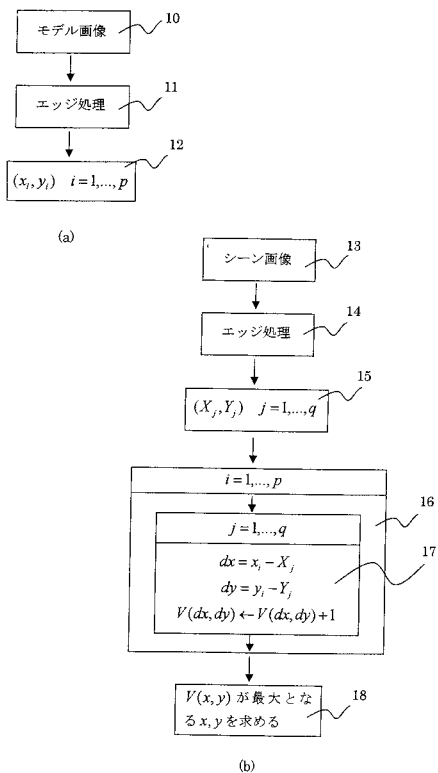 モデル画像
10
エッジ処理
11
(x_i, y_i) i=1,...,p
12
(a)
シーン画像
13
エッジ処理
14
(X_j, Y_j) j=1,...,q
15
i=1,...,p
16
j=1,...,q
17
dx = x_i − X_j
dy = y_i − Y_j
V(dx,dy) ← V(dx,dy)+1
V(x,y)が最大とな
るx,yを求める
18
(b)